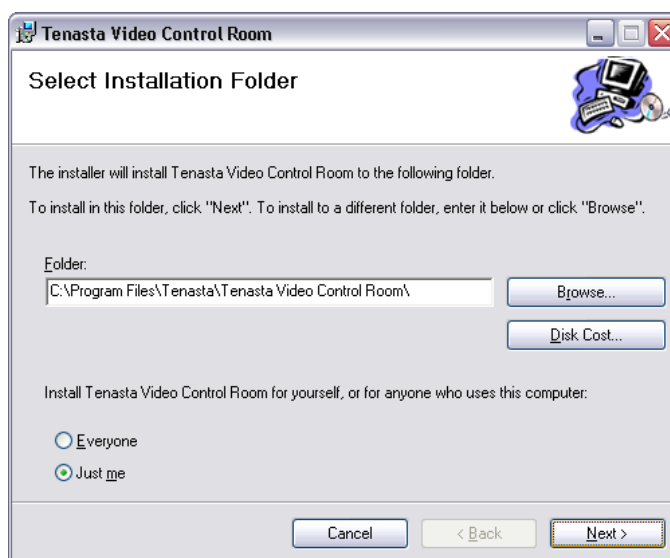 Tenasta Video Control Room
Select Installation Folder
The installer will install Tenasta Video Control Room to the following folder.
To install in this folder, click "Next". To install to a different folder, enter it below or click "Browse".
Folder:
C:\Program Files\Tenasta\Tenasta Video Control Room\
Browse...
Disk Cost...
Install Tenasta Video Control Room for yourself, or for anyone who uses this computer:
Everyone
Just me
Cancel
< Back
Next >